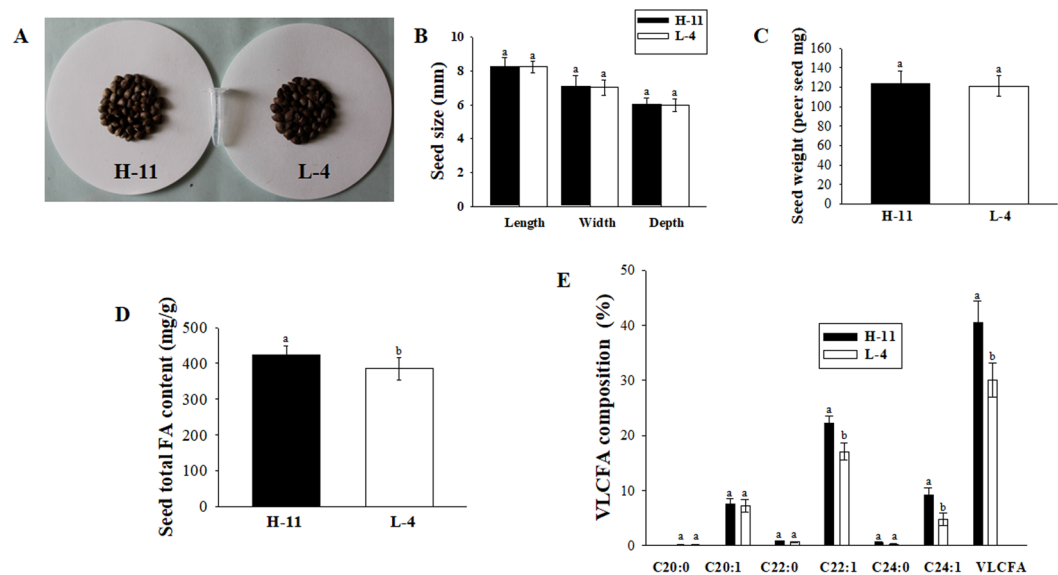 A
H-11
L-4
B
H-11
L-4
Seed size (mm)
10
8
6
4
2
0
a a
a a
a a
Length Width Depth
C
Seed weight (per seed mg)
160
140
120
100
80
60
40
20
0
a
a
H-11 L-4
D
Seed total FA content (mg/g)
500
400
300
200
100
0
a
b
H-11 L-4
E
H-11
L-4
VLCFA composition (%)
50
40
30
20
10
0
a a
a a
a a
a b
a a
a b
a b
C20:0 C20:1 C22:0 C22:1 C24:0 C24:1 VLCFA